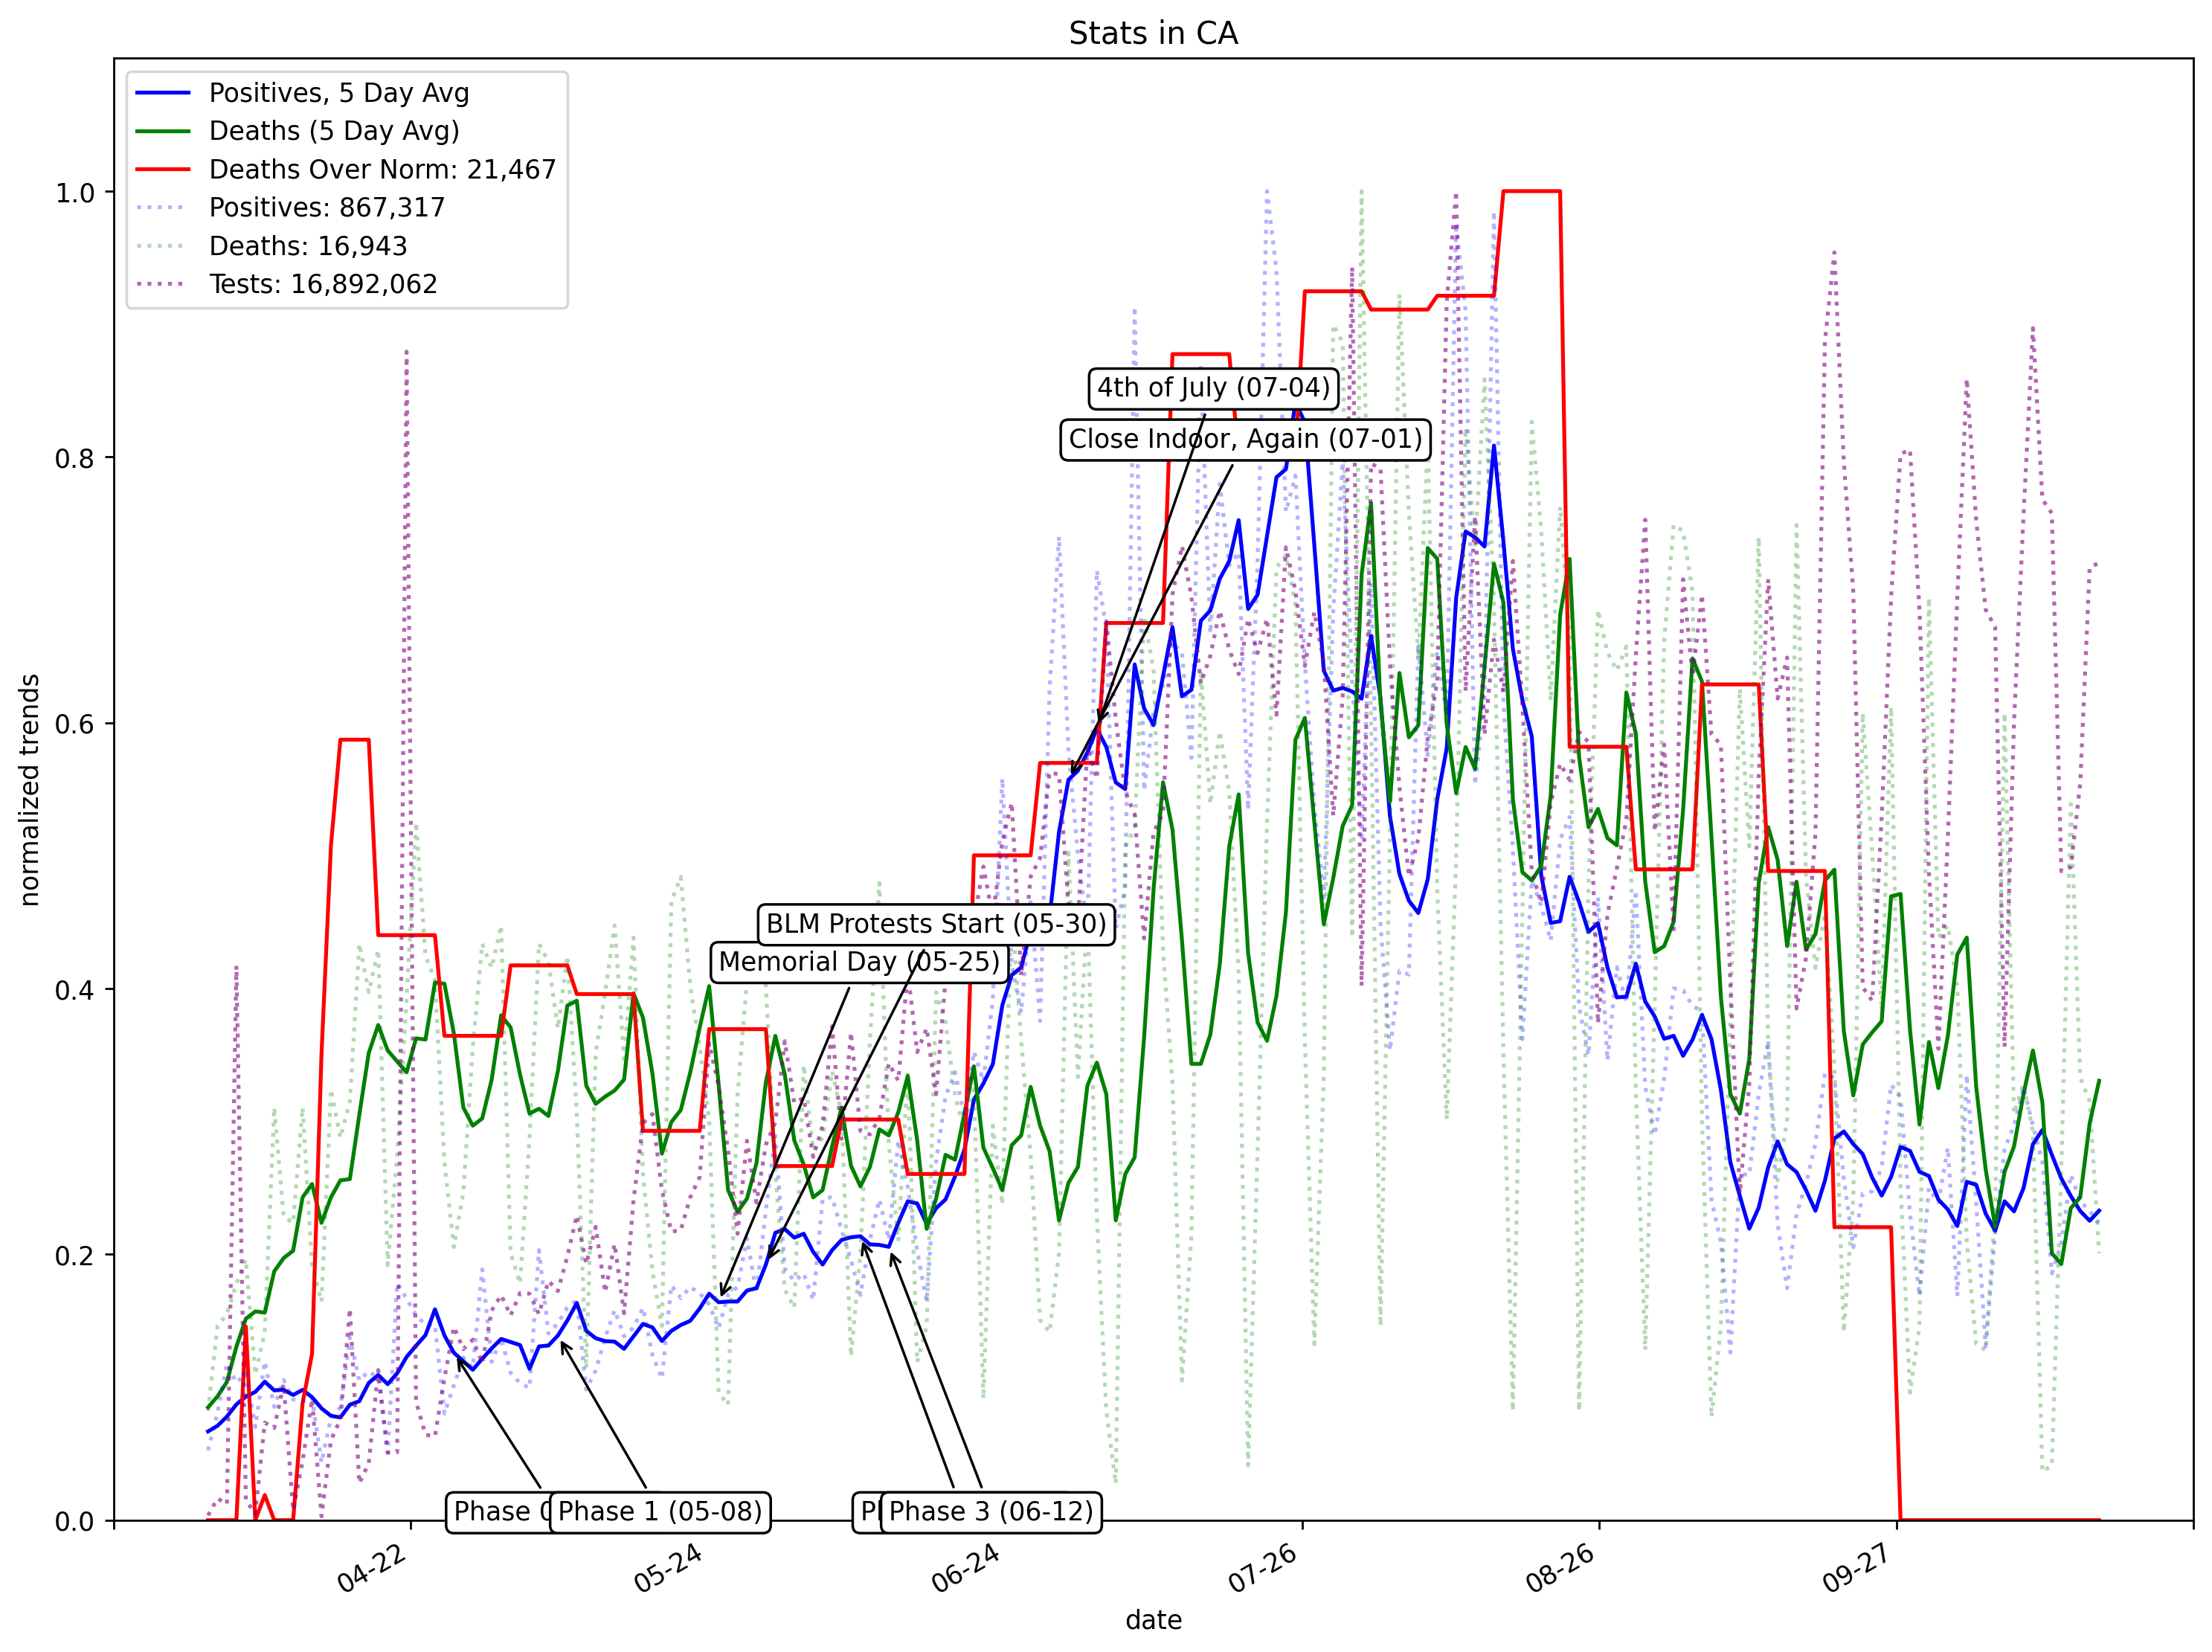 Stats in CA
Positives, 5 Day Avg
Deaths (5 Day Avg)
Deaths Over Norm: 21,467
Positives: 867,317
Deaths: 16,943
Tests: 16,892,062
normalized trends
1.0
0.8
0.6
0.4
0.2
0.0
4th of July (07-04)
Close Indoor, Again (07-01)
BLM Protests Start (05-30)
Memorial Day (05-25)
Phase
Phase 1 (05-08)
Phase 3 (06-12)
04-22
05-24
06-24
07-26
08-26
09-27
date